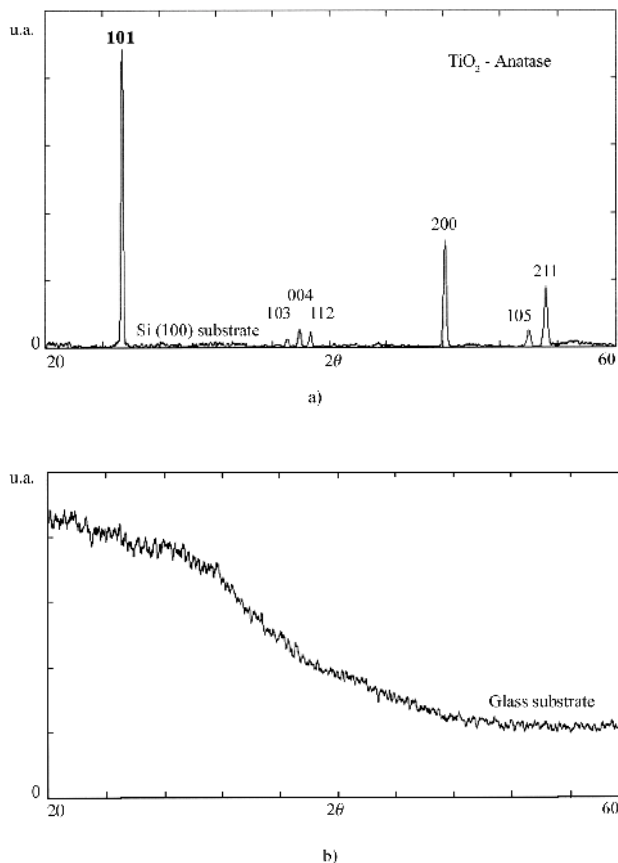 u.a.
101
TiO₂ - Anatase
200
211
004
103
112
105
Si (100) substrate
0
20
2θ
60
a)
u.a.
Glass substrate
0
20
2θ
60
b)